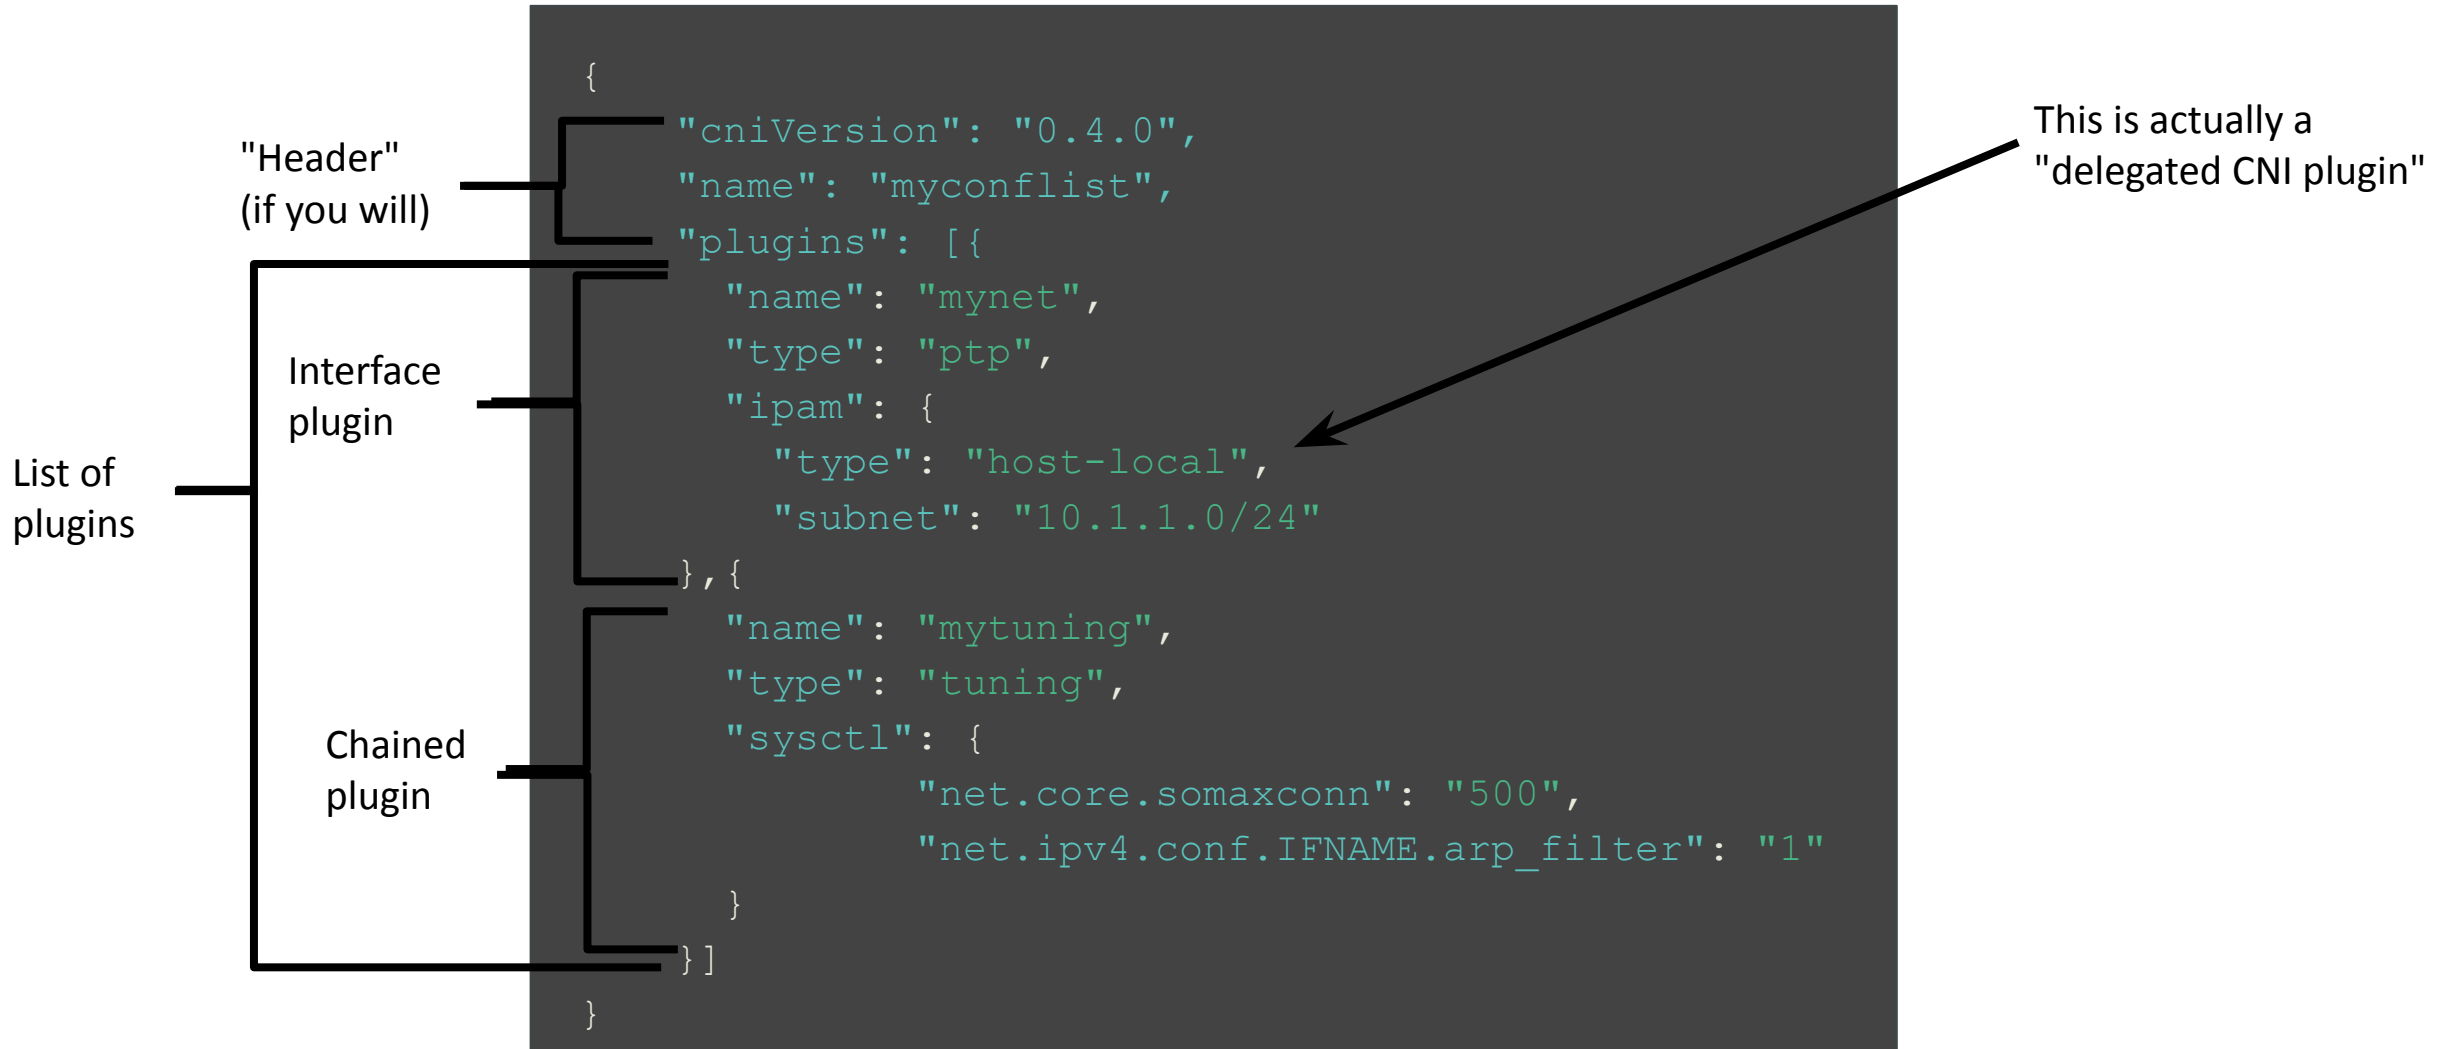 {
"cniVersion": "0.4.0",
"name": "myconflist",
"plugins": [{
"name": "mynet",
"type": "ptp",
"ipam": {
"type": "host-local",
"subnet": "10.1.1.0/24"
},{
"name": "mytuning",
"type": "tuning",
"sysctl": {
"net.core.somaxconn": "500",
"net.ipv4.conf.IFNAME.arp_filter": "1"
}
}]
}
"Header"
(if you will)
Interface
plugin
List of
plugins
Chained
plugin
This is actually a
"delegated CNI plugin"